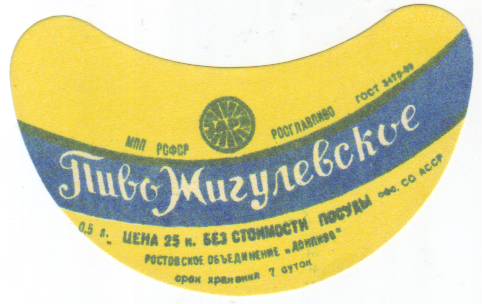 МПП РСФСР РОСГЛАВПИВО ГОСТ 3473-69
Пиво Жигулевское
0,5 л. ЦЕНА 25 к. БЕЗ СТОИМОСТИ ПОСУДЫ Офс. СО АССР
РОСТОВСКОЕ ОБЪЕДИНЕНИЕ „ДОНПИВО"
срок хранения 7 суток